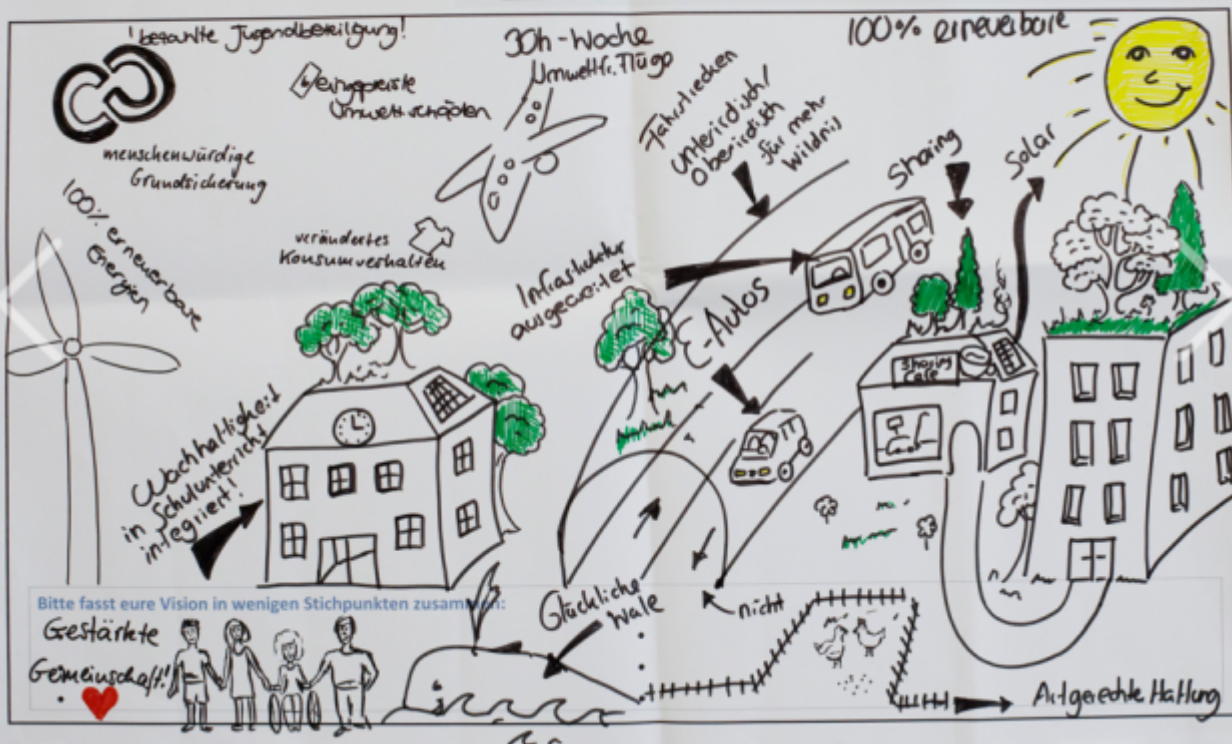 ! bezahlte Jugendbeteiligung!
menschenwürdige
Grundsicherung
eingepreiste
Umweltschäden
30h-Woche
Umweltfr. Flüge
Fahrstrecken
unterirdisch/
oberirdisch
für mehr
Wildnis
100% erneuerbare
Sharing
Solar
100% erneuerbare
Energien
verändertes
Konsumverhalten
Infrastruktur
ausgeweitet
E-Autos
Sharing
Café
Nachhaltigkeit
in Schulunterricht
integriert!
Bitte fasst eure Vision in wenigen Stichpunkten zusammen:
Gestärkte
Gemeinschaft!
Glückliche
Wale
nicht
Artgerechte Haltung